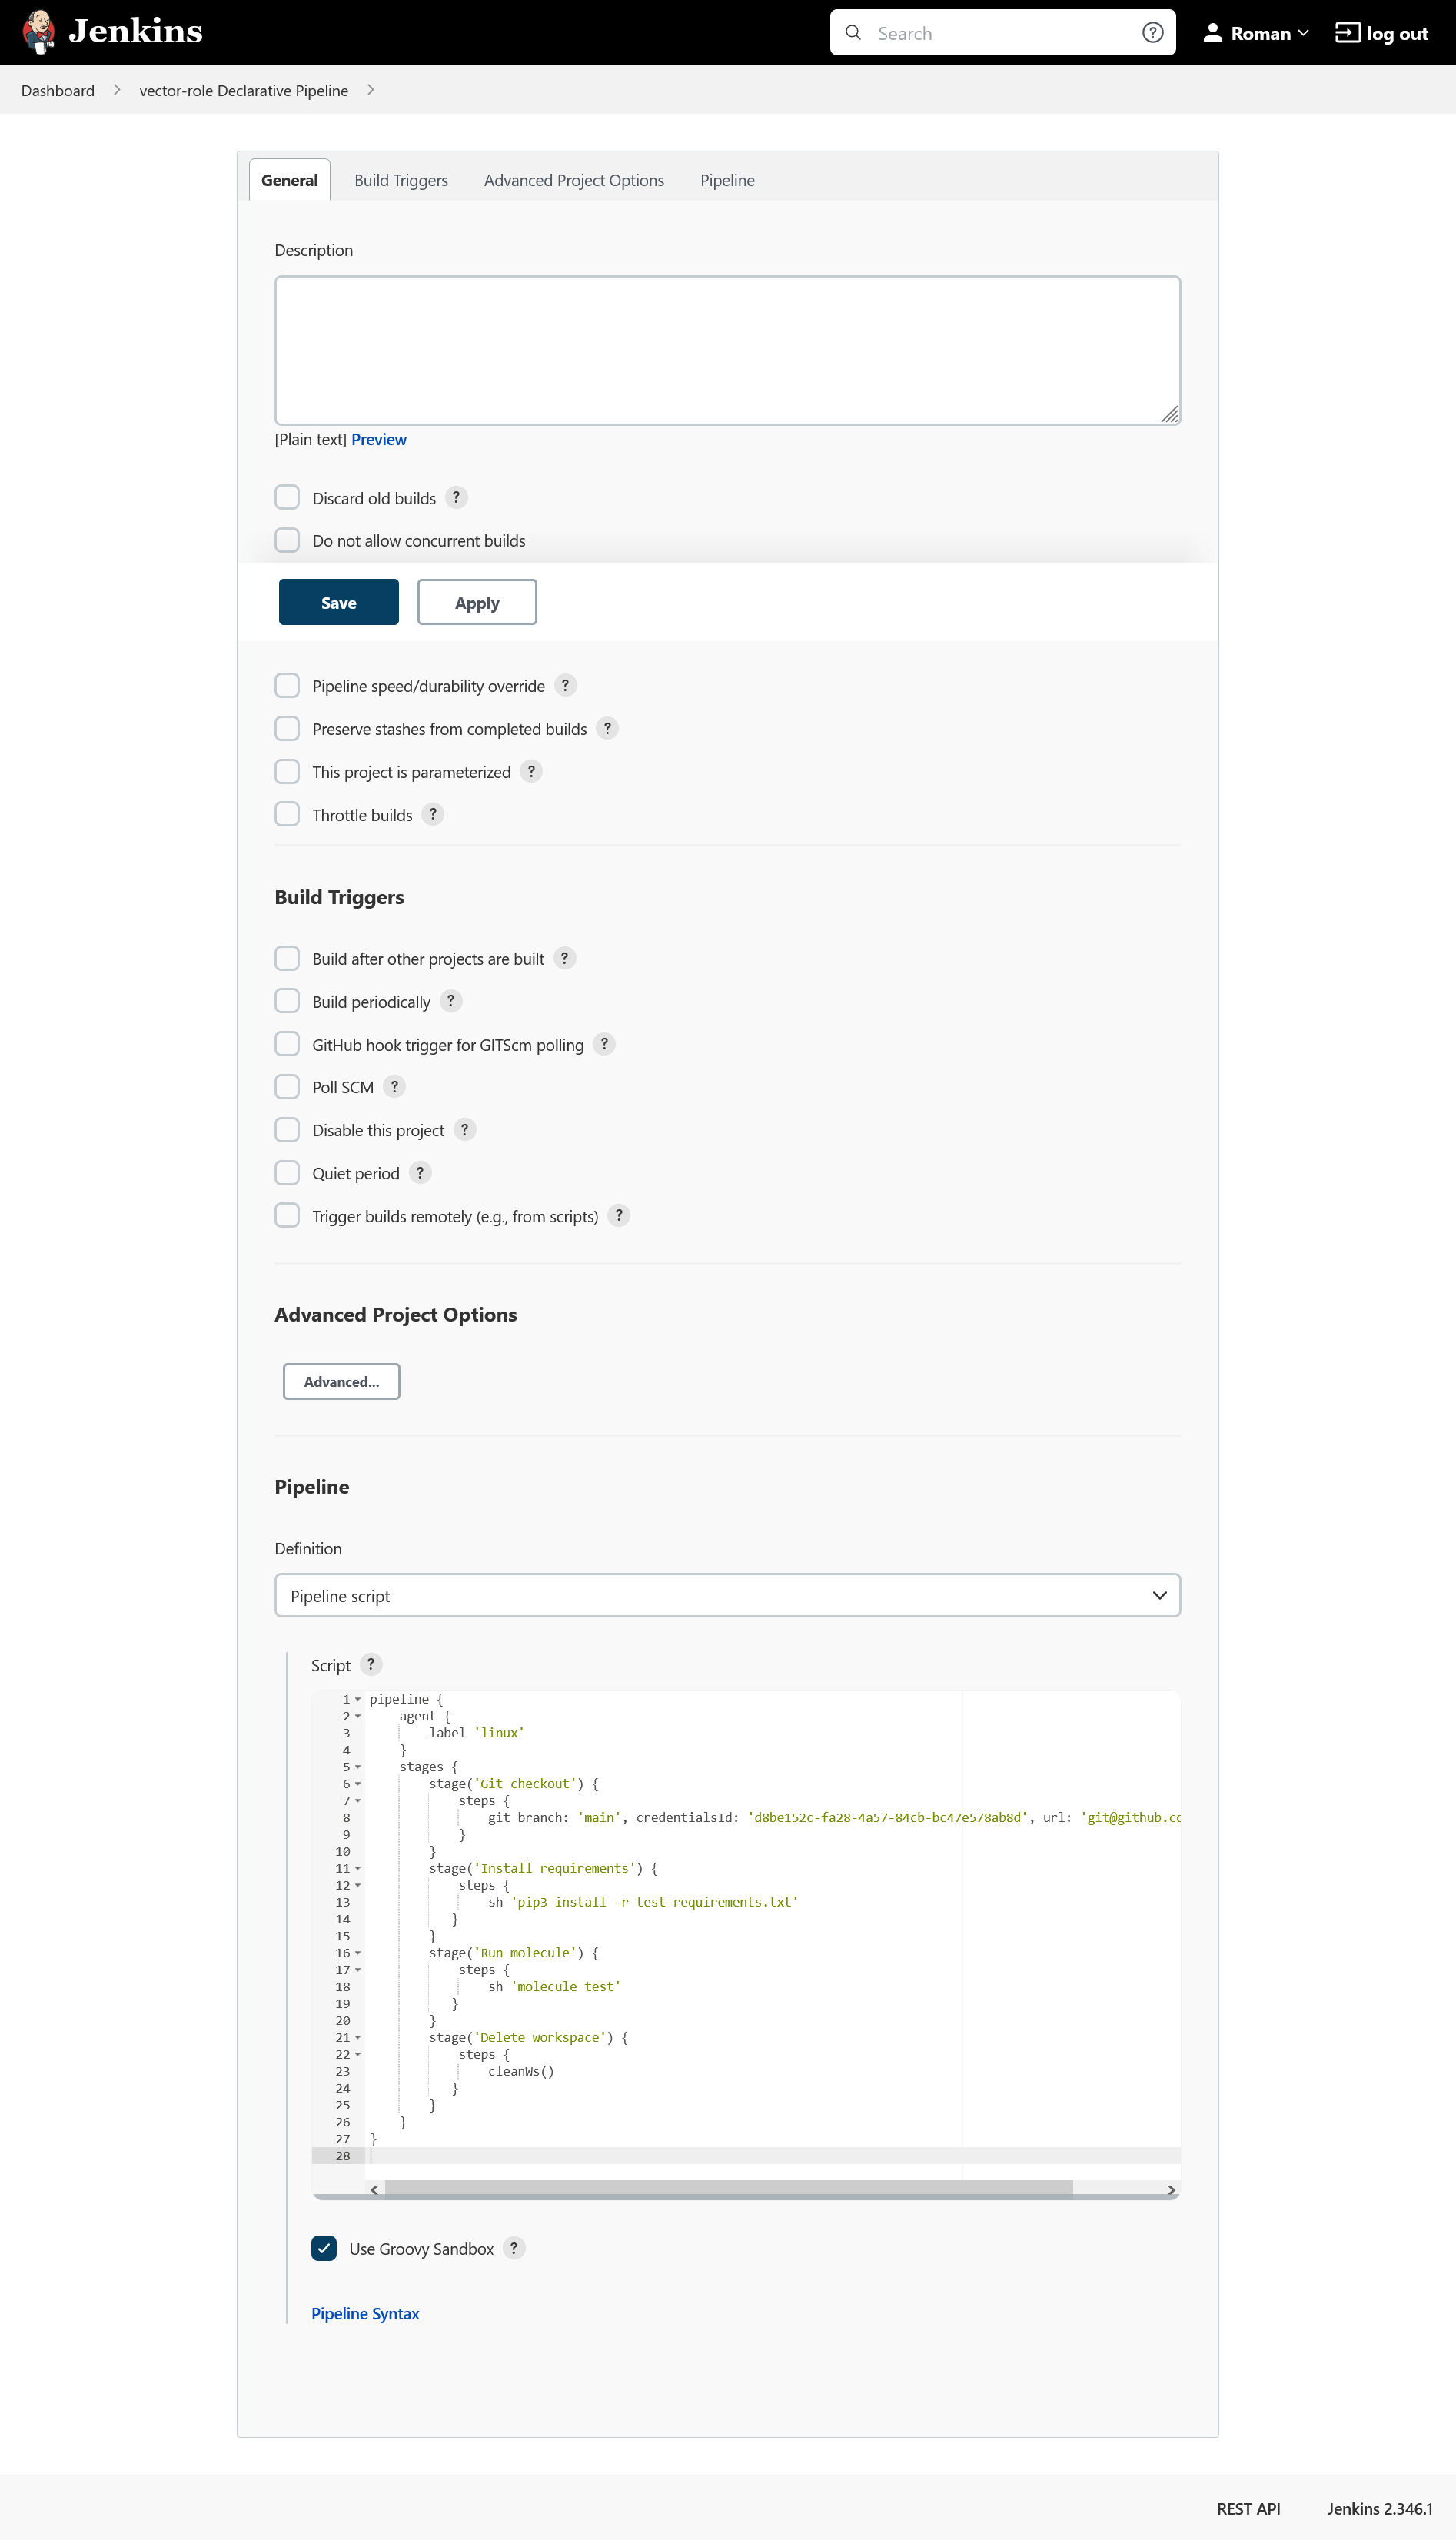 Jenkins
Search
Roman
log out
Dashboard
vector-role Declarative Pipeline
General
Build Triggers
Advanced Project Options
Pipeline
Description
[Plain text] Preview
Discard old builds ?
Do not allow concurrent builds
Save
Apply
Pipeline speed/durability override ?
Preserve stashes from completed builds ?
This project is parameterized ?
Throttle builds ?
Build Triggers
Build after other projects are built ?
Build periodically ?
GitHub hook trigger for GITScm polling ?
Poll SCM ?
Disable this project ?
Quiet period ?
Trigger builds remotely (e.g., from scripts) ?
Advanced Project Options
Advanced...
Pipeline
Definition
Pipeline script
Script ?
1 pipeline {
2 agent {
3 label 'linux'
4 }
5 stages {
6 stage('Git checkout') {
7 steps {
8 git branch: 'main', credentialsId: 'd8be152c-fa28-4a57-84cb-bc47e578ab8d', url: 'git@github.cc
9 }
10 }
11 stage('Install requirements') {
12 steps {
13 sh 'pip3 install -r test-requirements.txt'
14 }
15 }
16 stage('Run molecule') {
17 steps {
18 sh 'molecule test'
19 }
20 }
21 stage('Delete workspace') {
22 steps {
23 cleanWs()
24 }
25 }
26 }
27 }
28
Use Groovy Sandbox ?
Pipeline Syntax
REST API
Jenkins 2.346.1